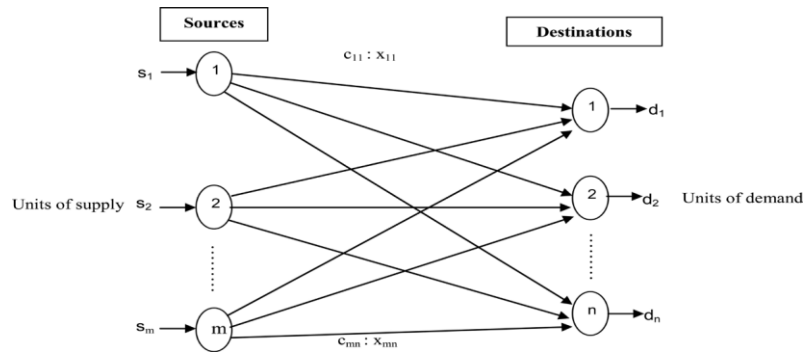 Sources
Destinations
c11 : x11
s1
1
1
d1
Units of supply
s2
2
2
d2
Units of demand
sm
m
n
dn
cmn : xmn